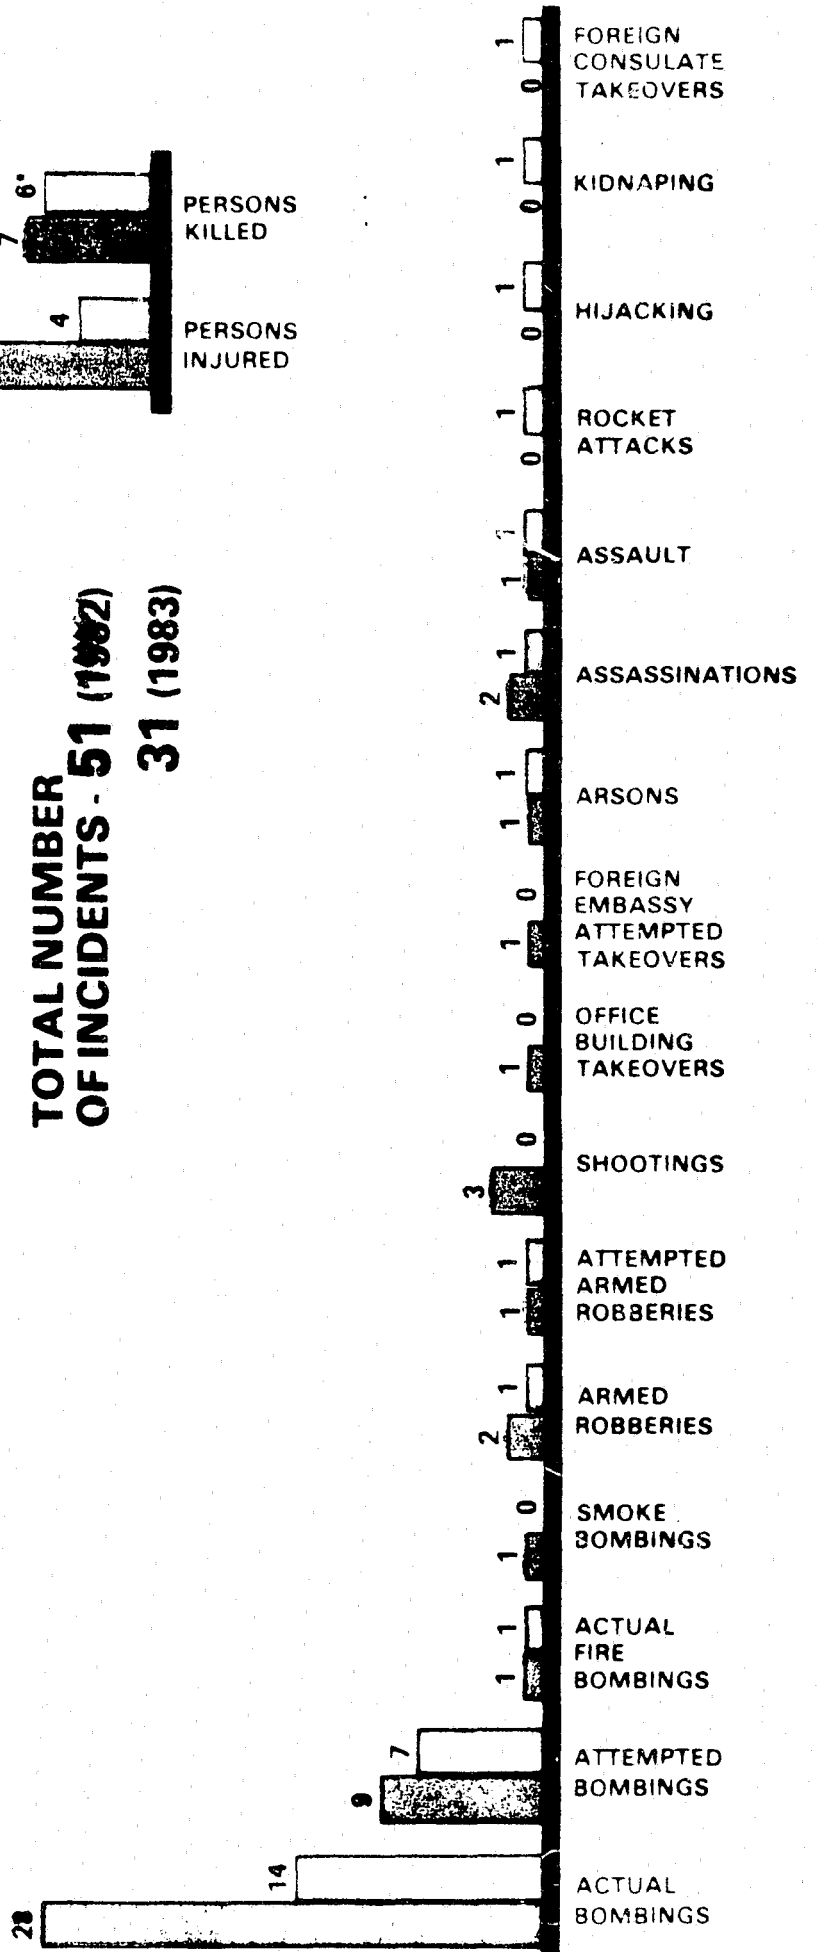 FOREIGN
CONSULATE
TAKEOVERS
1
0
KIDNAPING
1
0
HIJACKING
1
0
ROCKET
ATTACKS
1
0
ASSAULT
1
1
ASSASSINATIONS
1
2
ARSONS
1
1
FOREIGN
EMBASSY
ATTEMPTED
TAKEOVERS
0
1
OFFICE
BUILDING
TAKEOVERS
0
1
SHOOTINGS
0
3
ATTEMPTED
ARMED
ROBBERIES
1
1
ARMED
ROBBERIES
1
2
SMOKE
BOMBINGS
0
1
ACTUAL
FIRE
BOMBINGS
1
1
ATTEMPTED
BOMBINGS
7
9
ACTUAL
BOMBINGS
14
28
PERSONS
KILLED
6*
7
PERSONS
INJURED
4
TOTAL NUMBER
OF INCIDENTS - 51 (1982)
31 (1983)